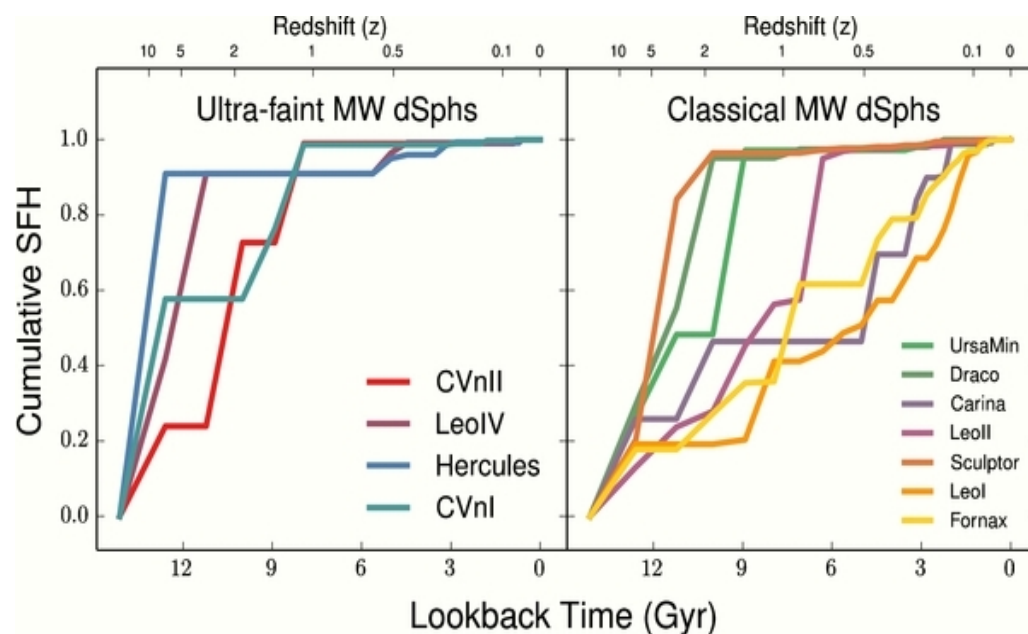 Redshift (z)
10 5 2 1 0.5 0.1 0
Ultra-faint MW dSphs
CVnII
LeoIV
Hercules
CVnI
12 9 6 3 0
Redshift (z)
10 5 2 1 0.5 0.1 0
Classical MW dSphs
UrsaMin
Draco
Carina
LeoII
Sculptor
LeoI
Fornax
12 9 6 3 0
Cumulative SFH
1.0
0.8
0.6
0.4
0.2
0.0
Lookback Time (Gyr)